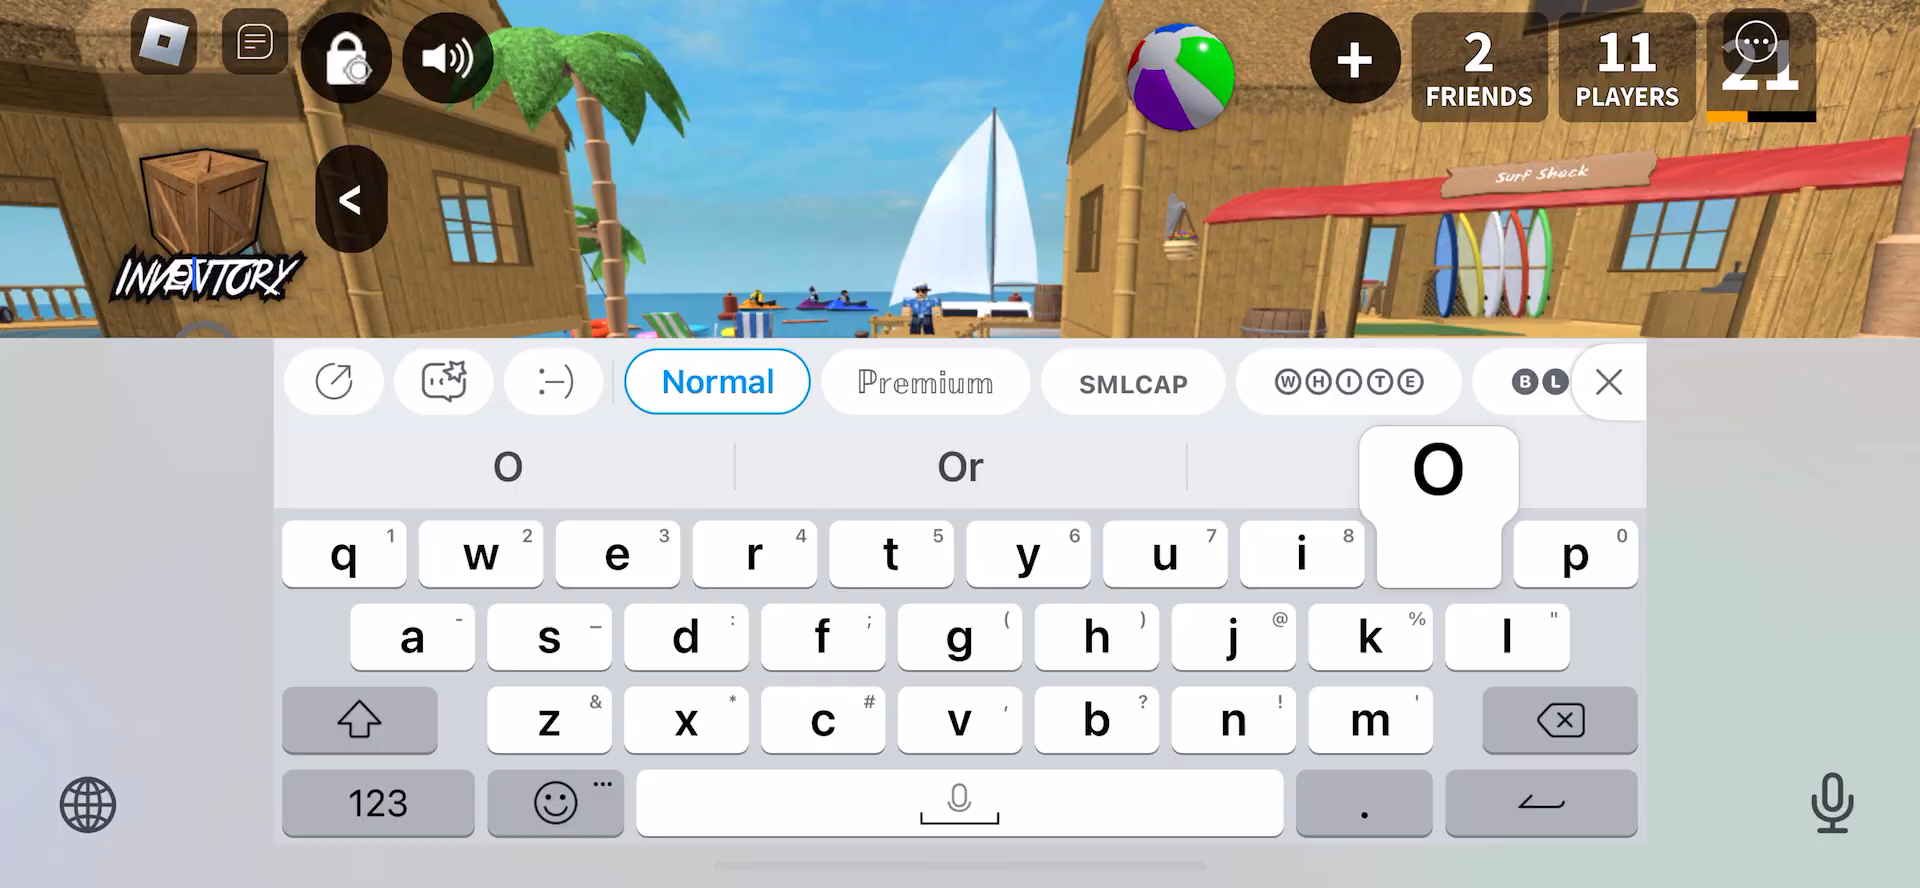 2
FRIENDS
11
PLAYERS
21
Surf Shack
INVENTORY
<
:-)
Normal
Premium
SMLCAP
WHITE
BL
O
Or
O
q 1 w 2 e 3 r 4 t 5 y 6 u 7 i 8 p 0
a - s _ d : f ; g ( h ) j @ k % l "
z & x * c # v , b ? n ! m '
123
.